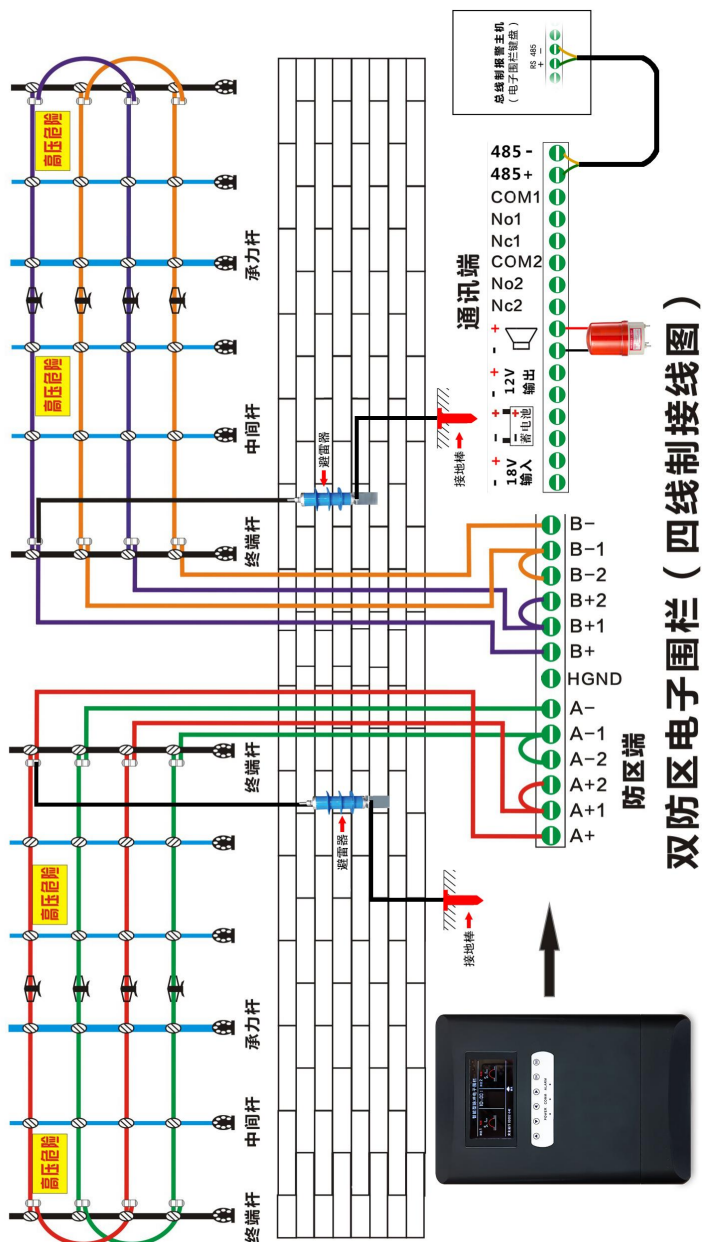 双防区电子围栏（四线制接线图）
高压危险
高压危险
高压危险
高压危险
终端杆
中间杆
承力杆
终端杆
终端杆
中间杆
承力杆
避雷器
避雷器
接地棒
接地棒
总线制报警主机
（电子围栏键盘）
RS 485
+ -
通讯端
485-
485+
COM1
No1
Nc1
COM2
No2
Nc2
+
-
+
-
12V
输出
+
-
+
-
蓄电池
+
-
18V
输入
B-
B-1
B-2
B+2
B+1
B+
HGND
A-
A-1
A-2
A+2
A+1
A+
防区端
POWER COMM ALARM